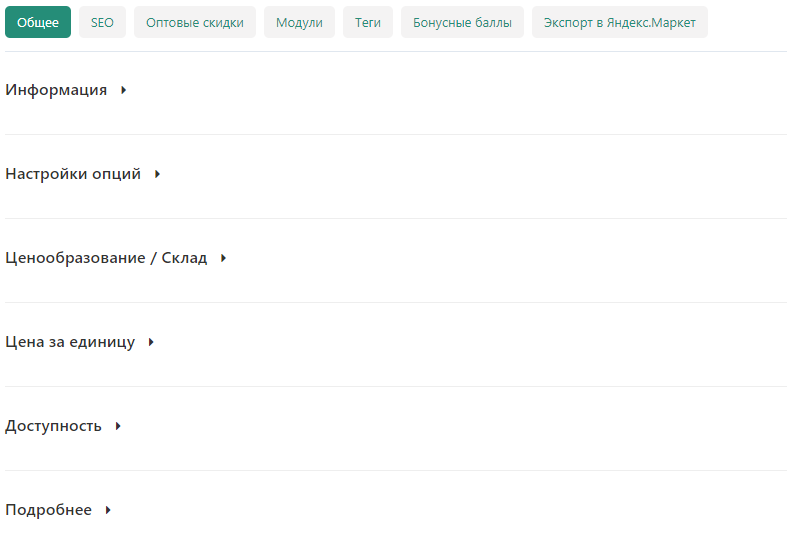 Общее SEO Оптовые скидки Модули Теги Бонусные баллы Экспорт в Яндекс.Маркет
Информация
Настройки опций
Ценообразование / Склад
Цена за единицу
Доступность
Подробнее